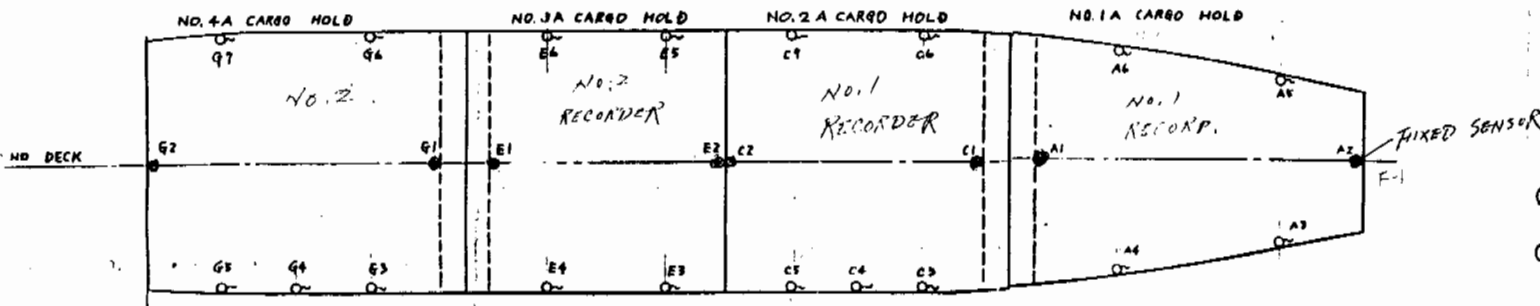 NO. 4A CARGO HOLD
NO. 3A CARGO HOLD
NO. 2A CARGO HOLD
NO. 1A CARGO HOLD
G7
G6
E6
E5
C6
A6
A5
NO. 2
NO. 2
RECORDER
NO. 1
RECORDER
NO. 1
RECORD.
ND DECK
G2
G1
E1
E2
C2
C1
A1
A2
FIXED SENSOR
F-1
G5
G4
G3
E4
E3
C5
C4
C3
A4
A3